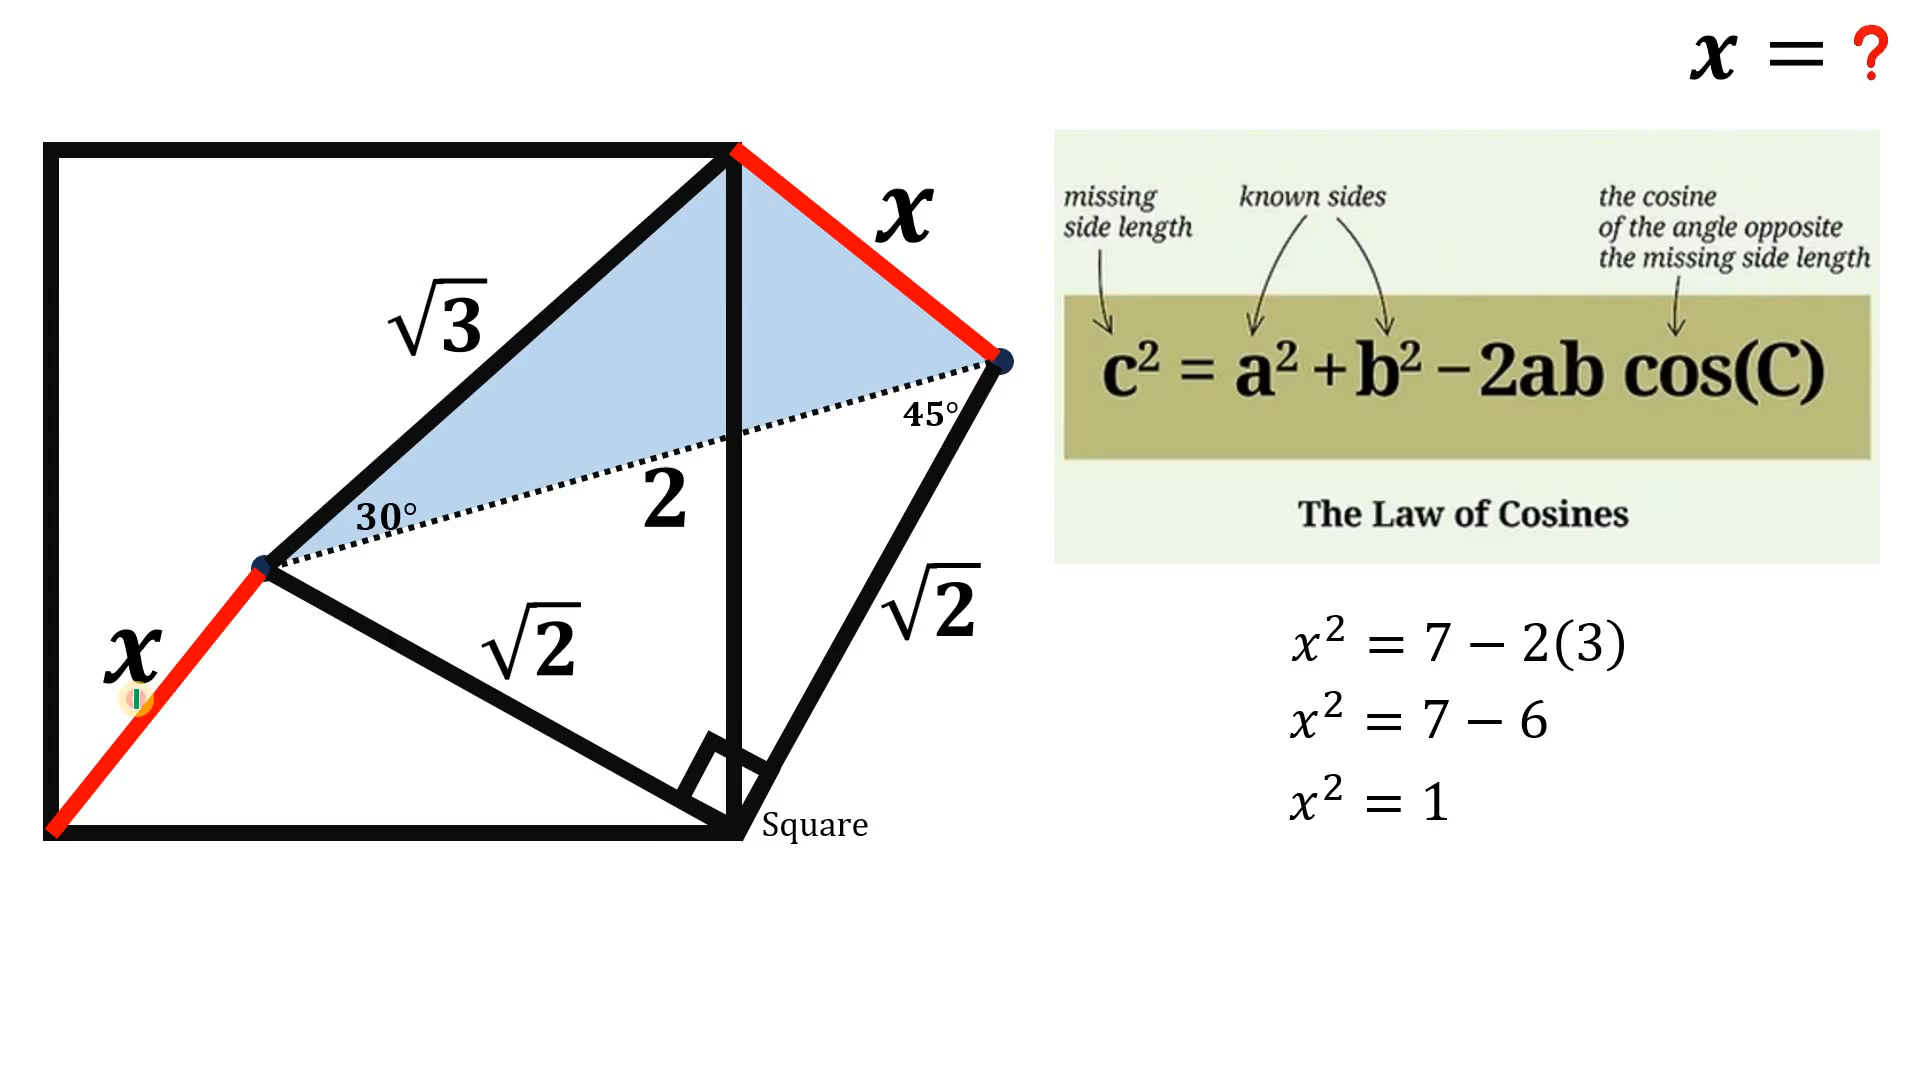 x = ?
x
√3
30°
2
45°
√2
√2
x
Square
missing
side length
known sides
the cosine
of the angle opposite
the missing side length
c² = a² + b² − 2ab cos(C)
The Law of Cosines
x² = 7 − 2(3)
x² = 7 − 6
x² = 1